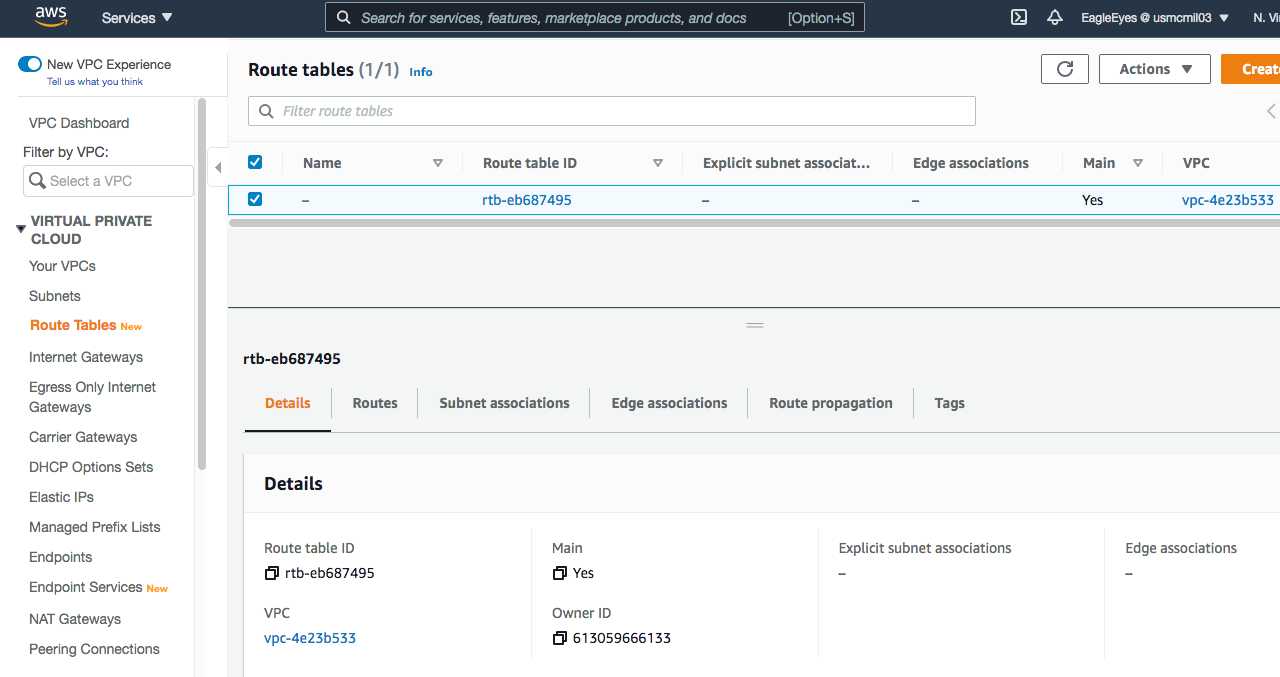 aws
Services
Search for services, features, marketplace products, and docs [Option+S]
EagleEyes @ usmcmil03
New VPC Experience
Tell us what you think
VPC Dashboard
Filter by VPC:
Select a VPC
VIRTUAL PRIVATE
CLOUD
Your VPCs
Subnets
Route Tables New
Internet Gateways
Egress Only Internet
Gateways
Carrier Gateways
DHCP Options Sets
Elastic IPs
Managed Prefix Lists
Endpoints
Endpoint Services New
NAT Gateways
Peering Connections
Route tables (1/1) Info
Actions
Filter route tables
Name Route table ID Explicit subnet associat... Edge associations Main VPC
– rtb-eb687495 – – Yes vpc-4e23b533
rtb-eb687495
Details Routes Subnet associations Edge associations Route propagation Tags
Details
Route table ID Main Explicit subnet associations Edge associations
rtb-eb687495 Yes – –
VPC Owner ID
vpc-4e23b533 613059666133